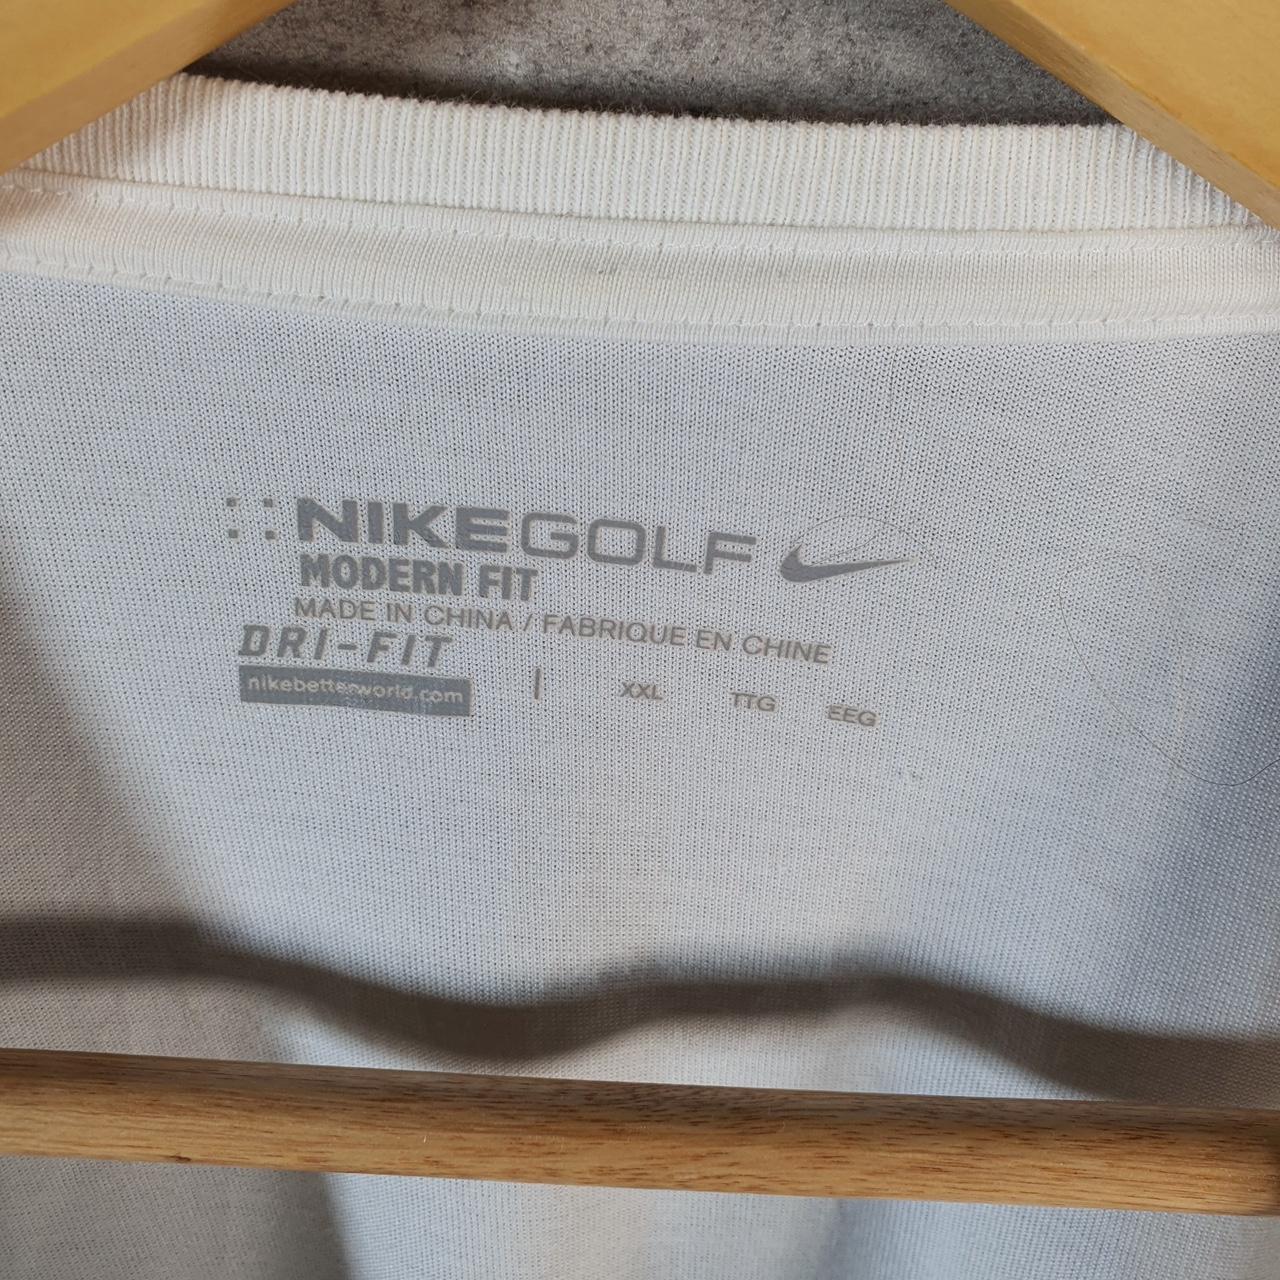 NIKEGOLF
MODERN FIT
MADE IN CHINA / FABRIQUE EN CHINE
DRI-FIT
nikebetterworld.com | XXL TTG EEG